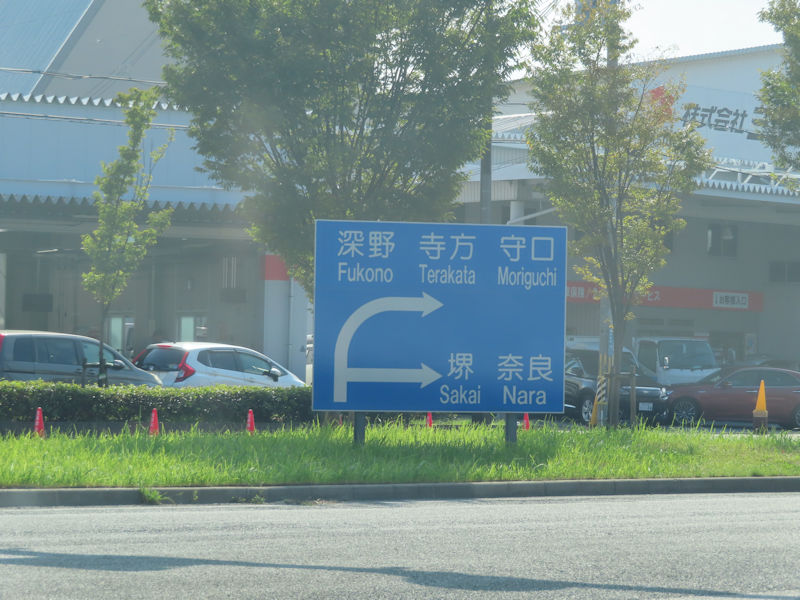 株式会社
深野 寺方 守口
Fukono Terakata Moriguchi
堺 奈良
Sakai Nara